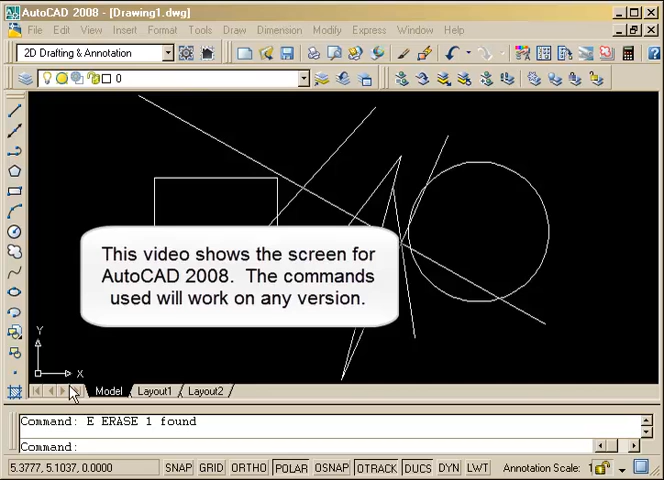 AutoCAD 2008 - [Drawing1.dwg]
File Edit View Insert Format Tools Draw Dimension Modify Express Window
2D Drafting & Annotation
0
This video shows the screen for
AutoCAD 2008. The commands
used will work on any version.
Y
X
Model Layout1 Layout2
Command: E ERASE 1 found
Command:
5.3777, 5.1037, 0.0000 SNAP GRID ORTHO POLAR OSNAP OTRACK DUCS DYN LWT Annotation Scale: 1